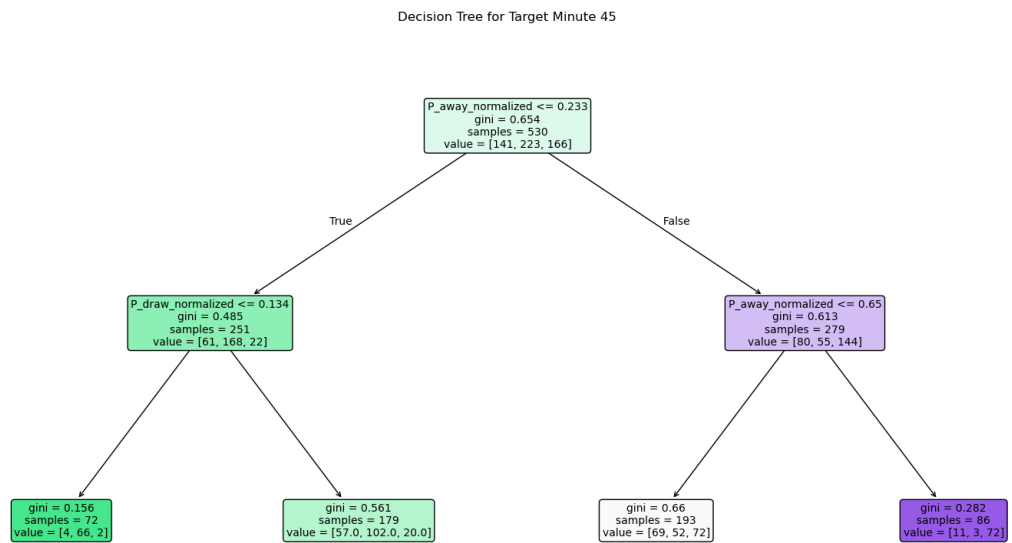 Decision Tree for Target Minute 45
P_away_normalized <= 0.233
gini = 0.654
samples = 530
value = [141, 223, 166]
True
False
P_draw_normalized <= 0.134
gini = 0.485
samples = 251
value = [61, 168, 22]
P_away_normalized <= 0.65
gini = 0.613
samples = 279
value = [80, 55, 144]
gini = 0.156
samples = 72
value = [4, 66, 2]
gini = 0.561
samples = 179
value = [57.0, 102.0, 20.0]
gini = 0.66
samples = 193
value = [69, 52, 72]
gini = 0.282
samples = 86
value = [11, 3, 72]